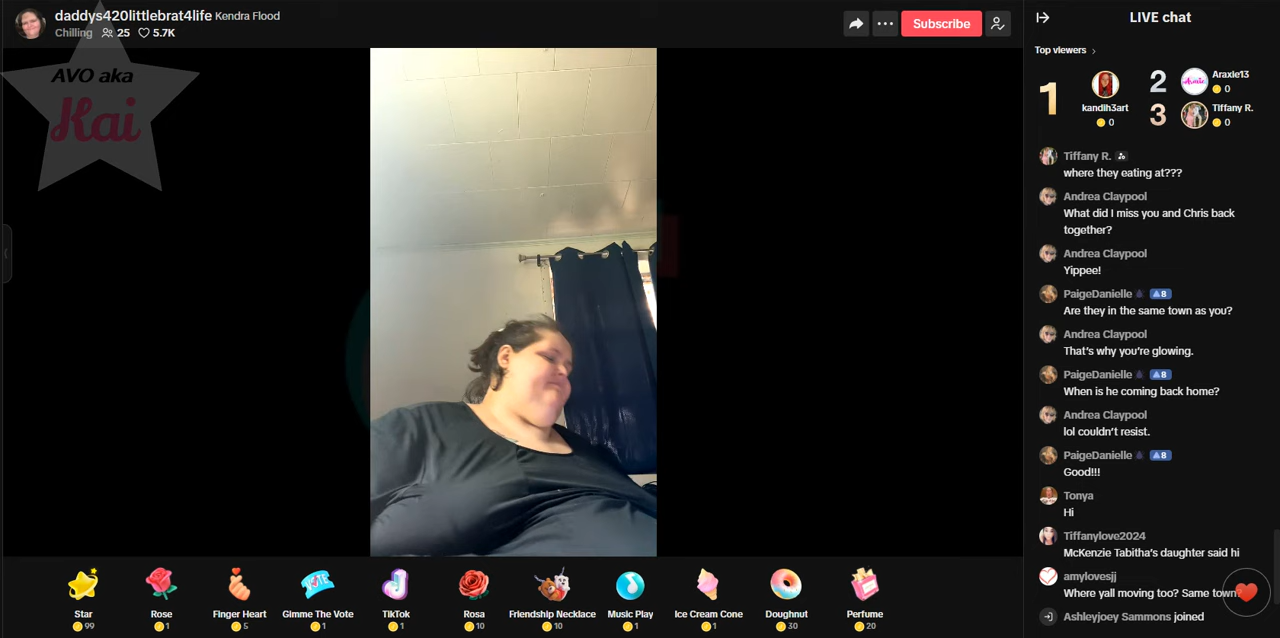 daddys420littlebrat4life Kendra Flood
Chilling 25 5.7K
Subscribe
AVO aka
Kai
LIVE chat
Top viewers >
1
kandih3art
0
2
Araxie13
0
3
Tiffany R.
0
Tiffany R.
where they eating at???
Andrea Claypool
What did I miss you and Chris back
together?
Andrea Claypool
Yippee!
PaigeDanielle 8
Are they in the same town as you?
Andrea Claypool
That's why you're glowing.
PaigeDanielle 8
When is he coming back home?
Andrea Claypool
lol couldn't resist.
PaigeDanielle 8
Good!!!
Tonya
Hi
Tiffanylove2024
McKenzie Tabitha's daughter said hi
amylovesjj
Where yall moving too? Same town?
Ashleyjoey Sammons joined
Star
99
Rose
1
Finger Heart
5
Gimme The Vote
1
TikTok
1
Rosa
10
Friendship Necklace
10
Music Play
1
Ice Cream Cone
1
Doughnut
30
Perfume
20